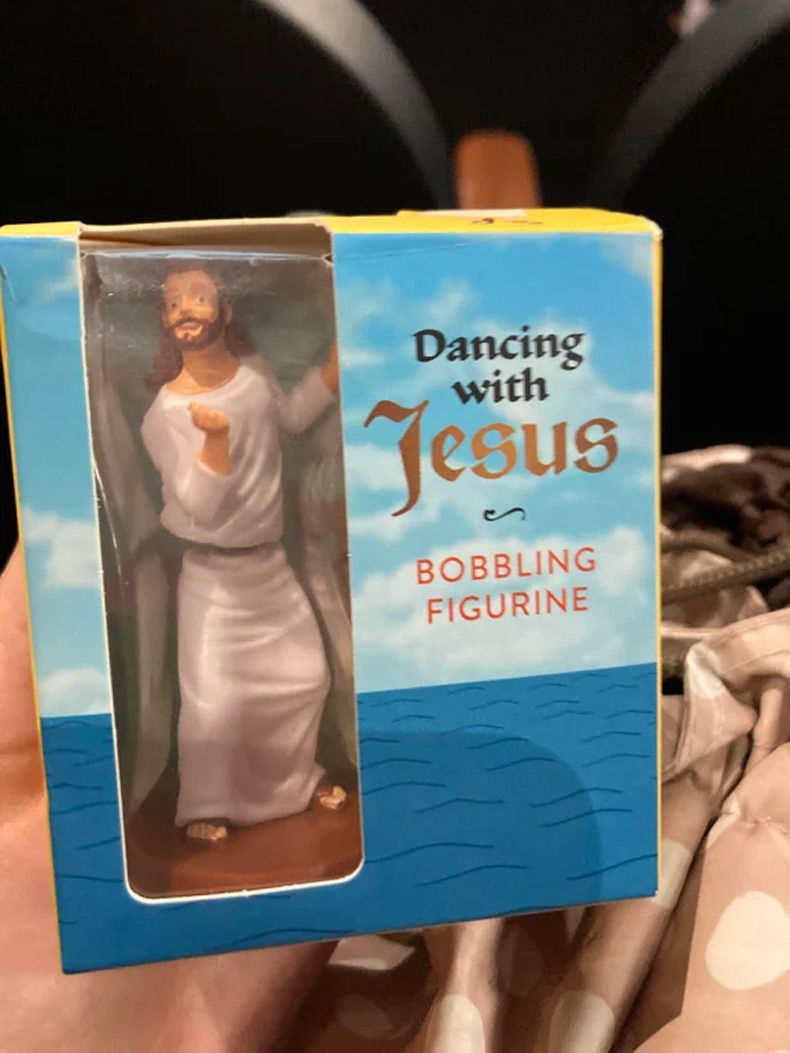 Dancing
with
Jesus
BOBBLING
FIGURINE